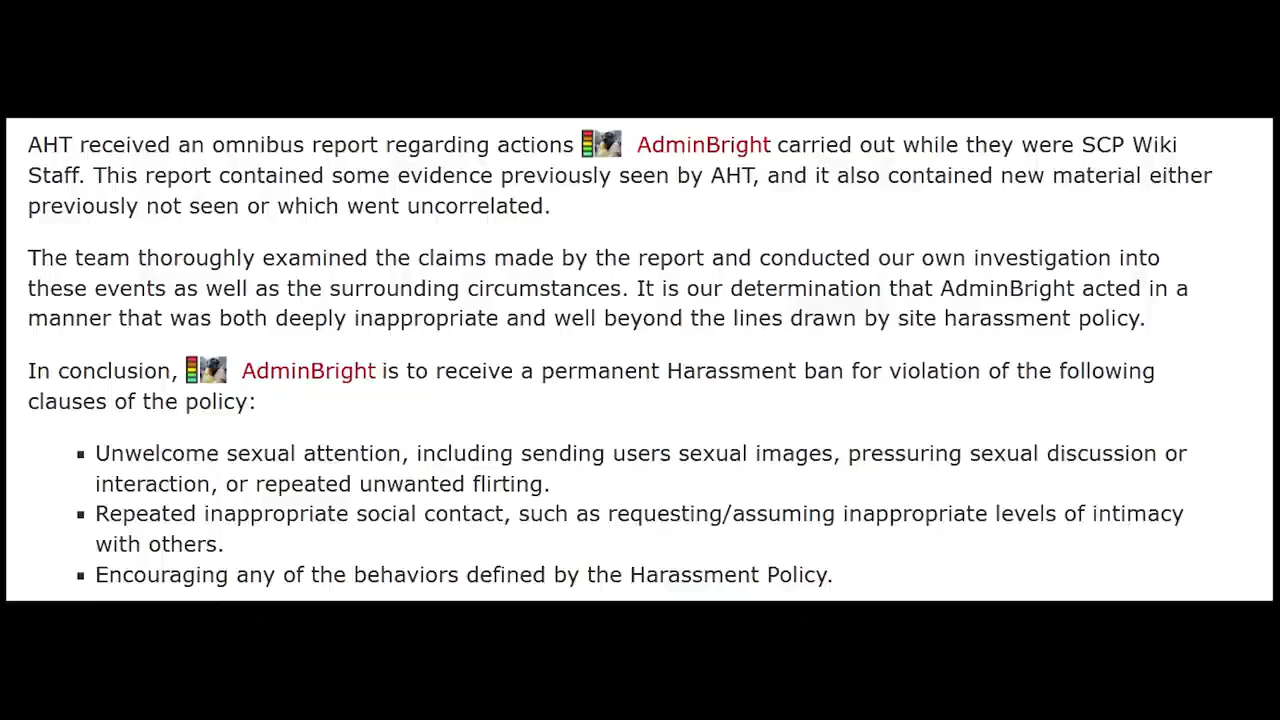 AHT received an omnibus report regarding actions AdminBright carried out while they were SCP Wiki
Staff. This report contained some evidence previously seen by AHT, and it also contained new material either
previously not seen or which went uncorrelated.
The team thoroughly examined the claims made by the report and conducted our own investigation into
these events as well as the surrounding circumstances. It is our determination that AdminBright acted in a
manner that was both deeply inappropriate and well beyond the lines drawn by site harassment policy.
In conclusion, AdminBright is to receive a permanent Harassment ban for violation of the following
clauses of the policy:
▪ Unwelcome sexual attention, including sending users sexual images, pressuring sexual discussion or
interaction, or repeated unwanted flirting.
▪ Repeated inappropriate social contact, such as requesting/assuming inappropriate levels of intimacy
with others.
▪ Encouraging any of the behaviors defined by the Harassment Policy.